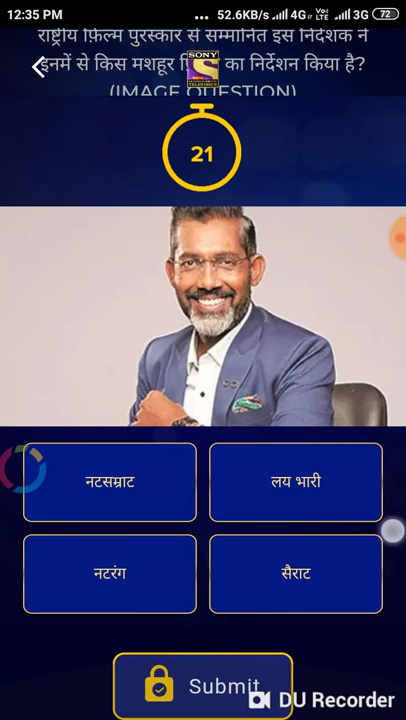 12:35 PM ... 52.6KB/s 4G VoLTE 3G 72
राष्ट्रीय फ़िल्म पुरस्कार से सम्मानित इस निर्देशक ने
इनमें से किस मशहूर का निर्देशन किया है?
SONY
(IMAGE QUESTION)
21
नटसम्राट लय भारी
नटरंग सैराट
Submit
DU Recorder